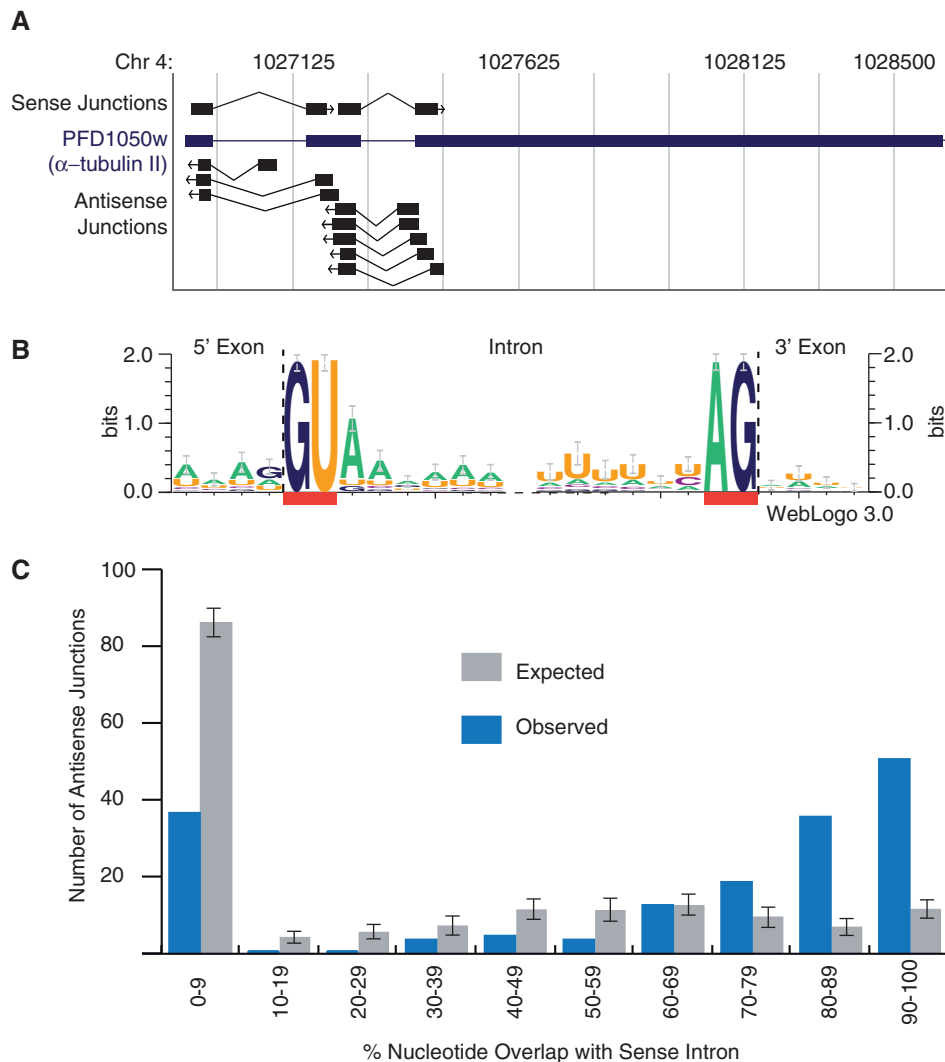 A
Chr 4: 1027125 1027625 1028125 1028500
Sense Junctions
PFD1050w
(α–tubulin II)
Antisense
Junctions
B
5’ Exon Intron 3’ Exon
2.0 2.0
bits 1.0 1.0 bits
0.0 0.0
GU AG
WebLogo 3.0
C
100
80
60
40
20
Number of Antisense Junctions
Expected
Observed
0-9 10-19 20-29 30-39 40-49 50-59 60-69 70-79 80-89 90-100
% Nucleotide Overlap with Sense Intron